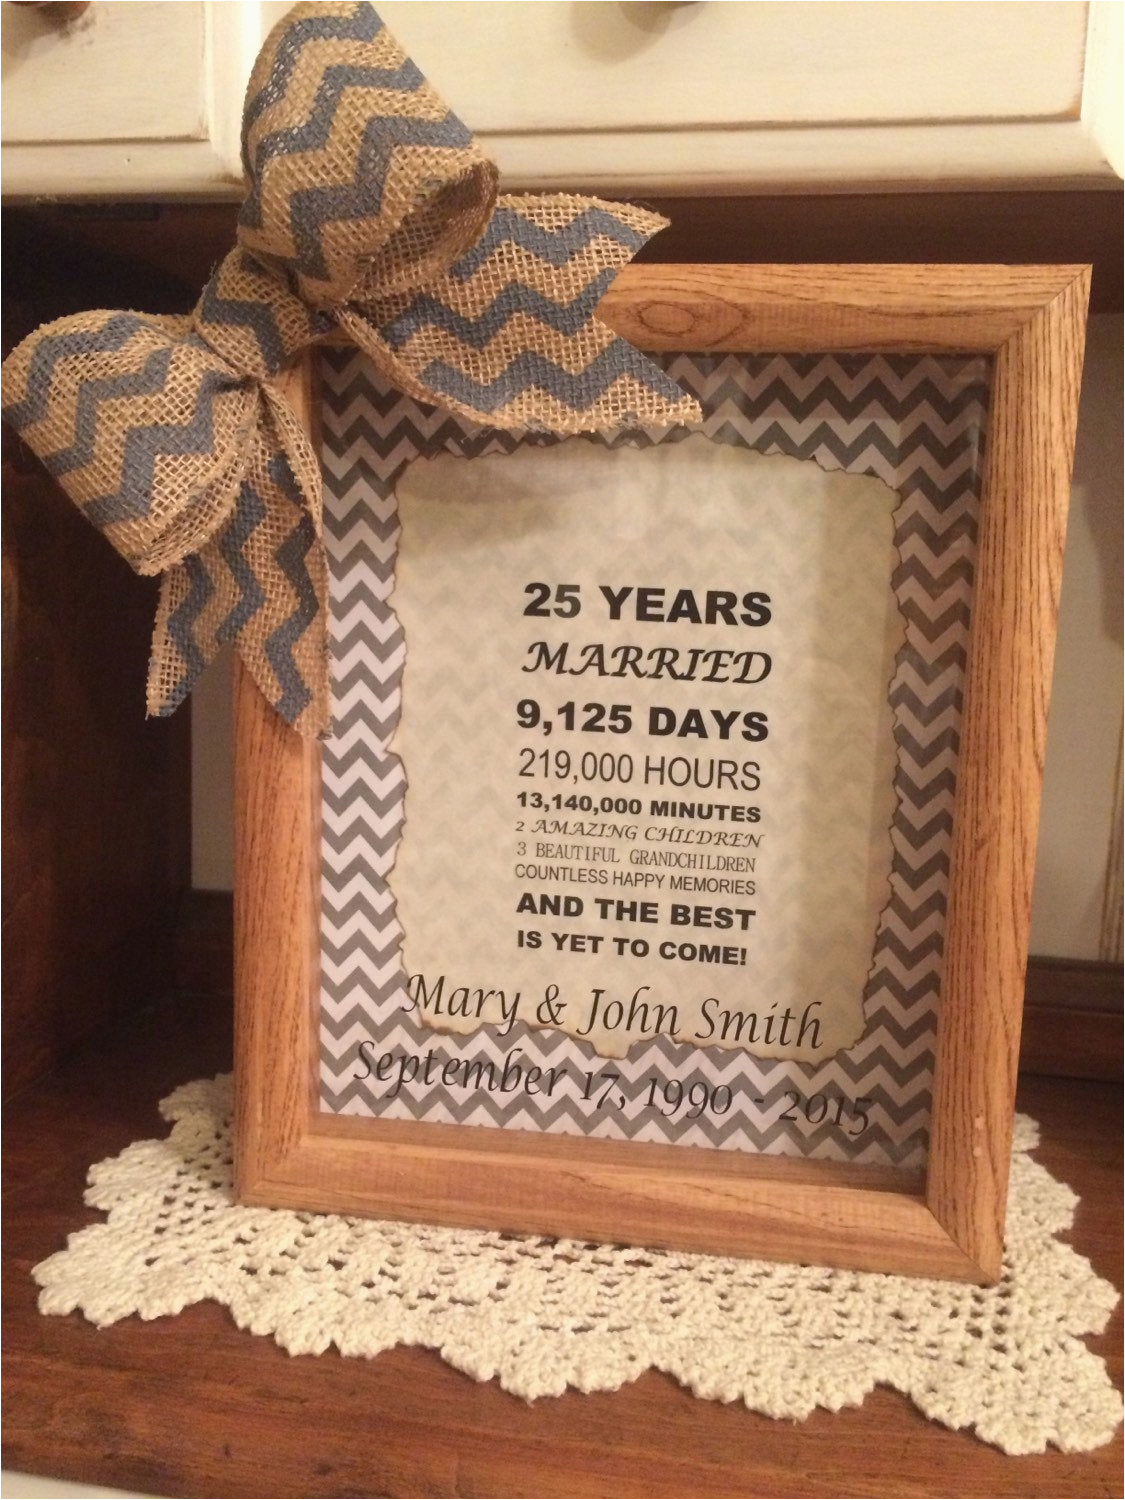 25 YEARS
MARRIED
9,125 DAYS
219,000 HOURS
13,140,000 MINUTES
2 AMAZING CHILDREN
3 BEAUTIFUL GRANDCHILDREN
COUNTLESS HAPPY MEMORIES
AND THE BEST
IS YET TO COME!
Mary & John Smith
September 17, 1990 - 2015